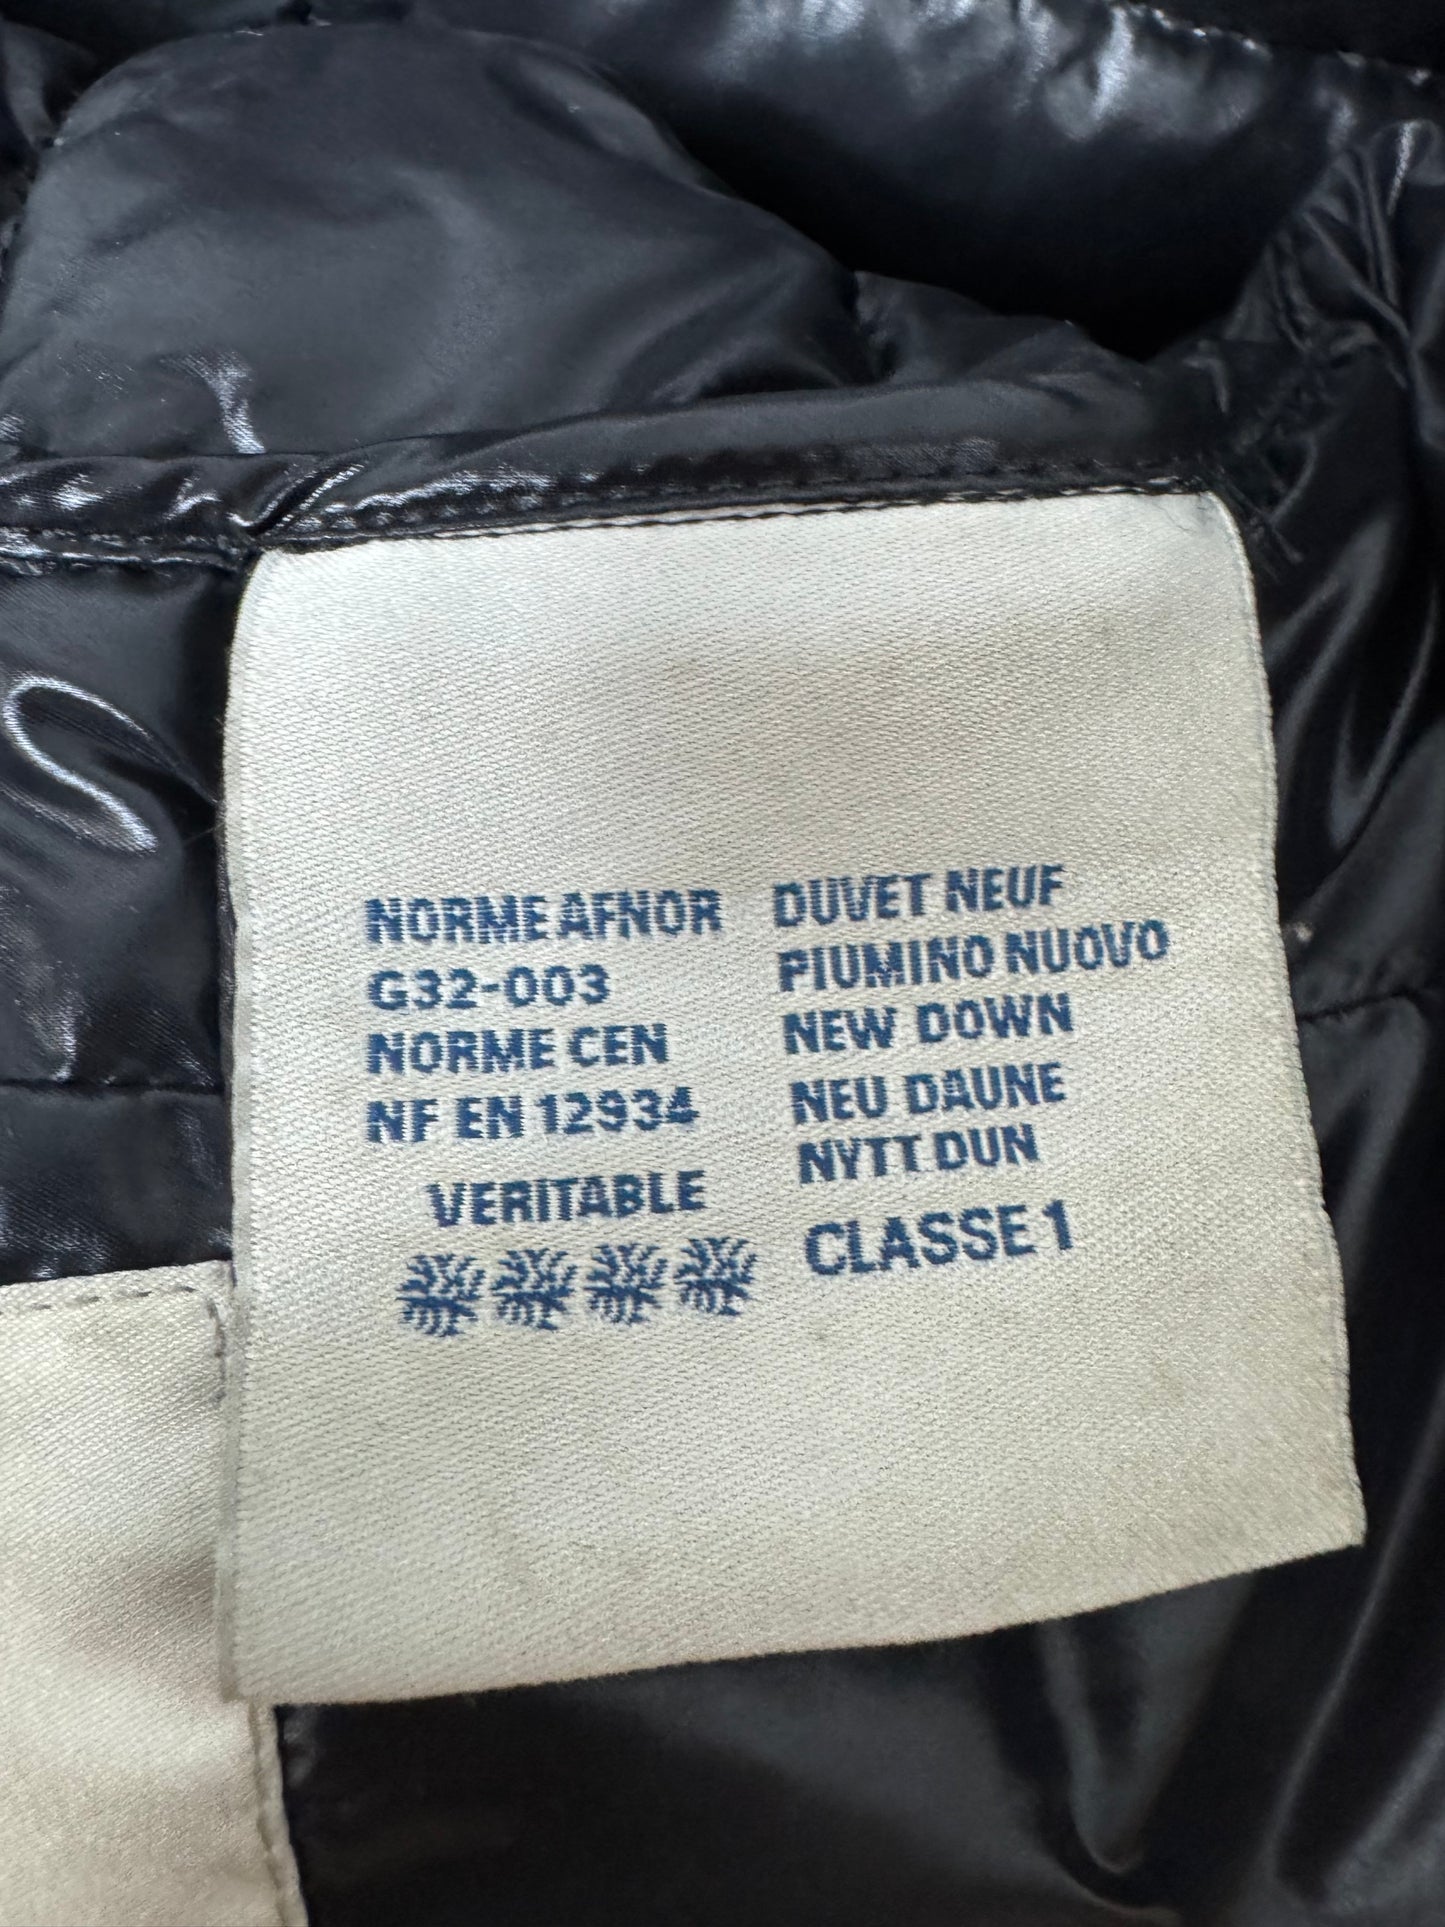 NORME AFNOR
G32-003
NORME CEN
NF EN 12934
VERITABLE
DUVET NEUF
PIUMINO NUOVO
NEW DOWN
NEU DAUNE
NYTT DUN
CLASSE 1